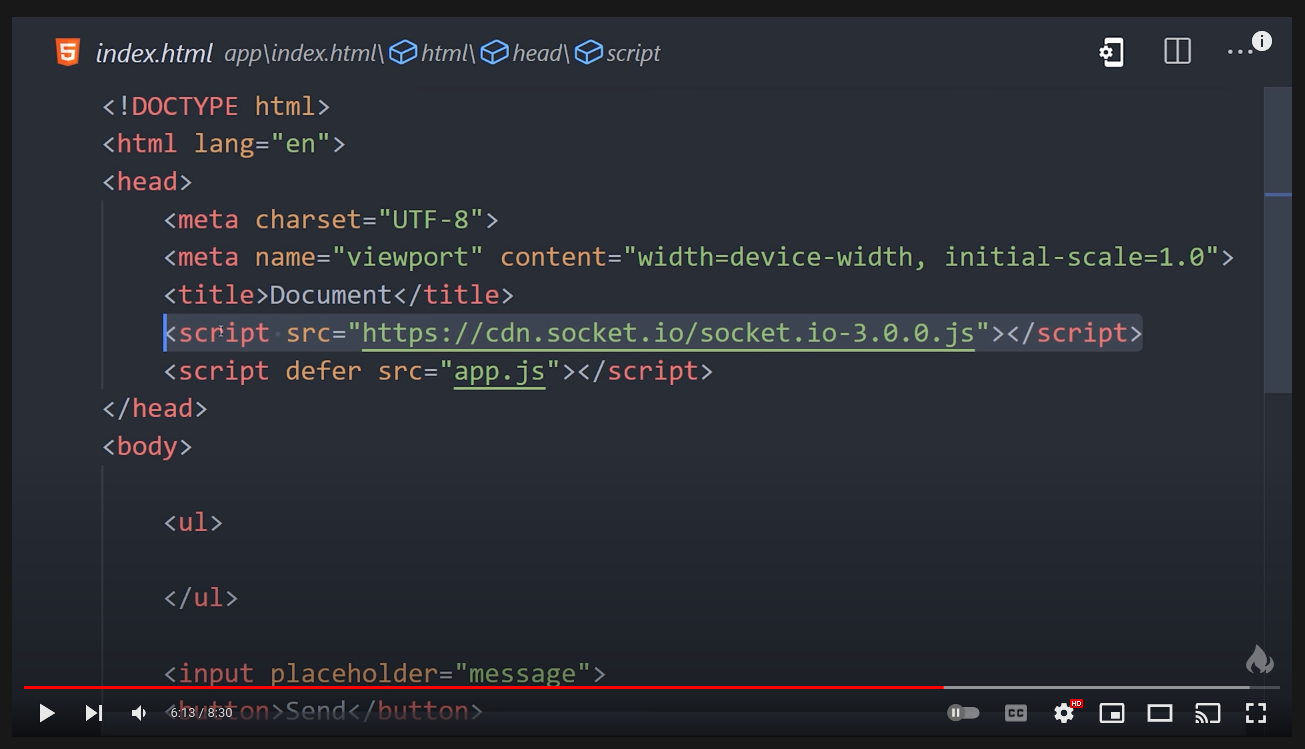 index.html app\index.html\html\head\script
<!DOCTYPE html>
<html lang="en">
<head>
<meta charset="UTF-8">
<meta name="viewport" content="width=device-width, initial-scale=1.0">
<title>Document</title>
<script src="https://cdn.socket.io/socket.io-3.0.0.js"></script>
<script defer src="app.js"></script>
</head>
<body>
<ul>
</ul>
<input placeholder="message">
<button>Send</button>
6:13 / 8:30 CC HD